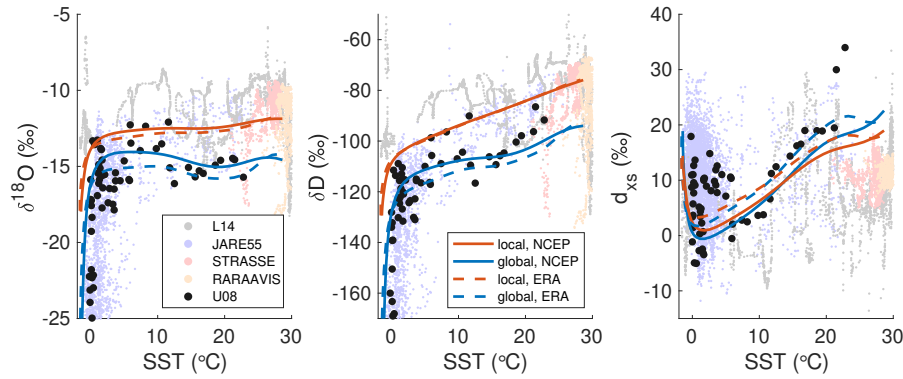 -5
-10
-15
-20
-25
δ¹⁸O (‰)
0
10
20
30
SST (°C)
L14
JARE55
STRASSE
RARAAVIS
U08
-60
-80
-100
-120
-140
-160
δD (‰)
0
10
20
30
SST (°C)
local, NCEP
global, NCEP
local, ERA
global, ERA
40
30
20
10
0
-10
dₓₛ (‰)
0
10
20
30
SST (°C)